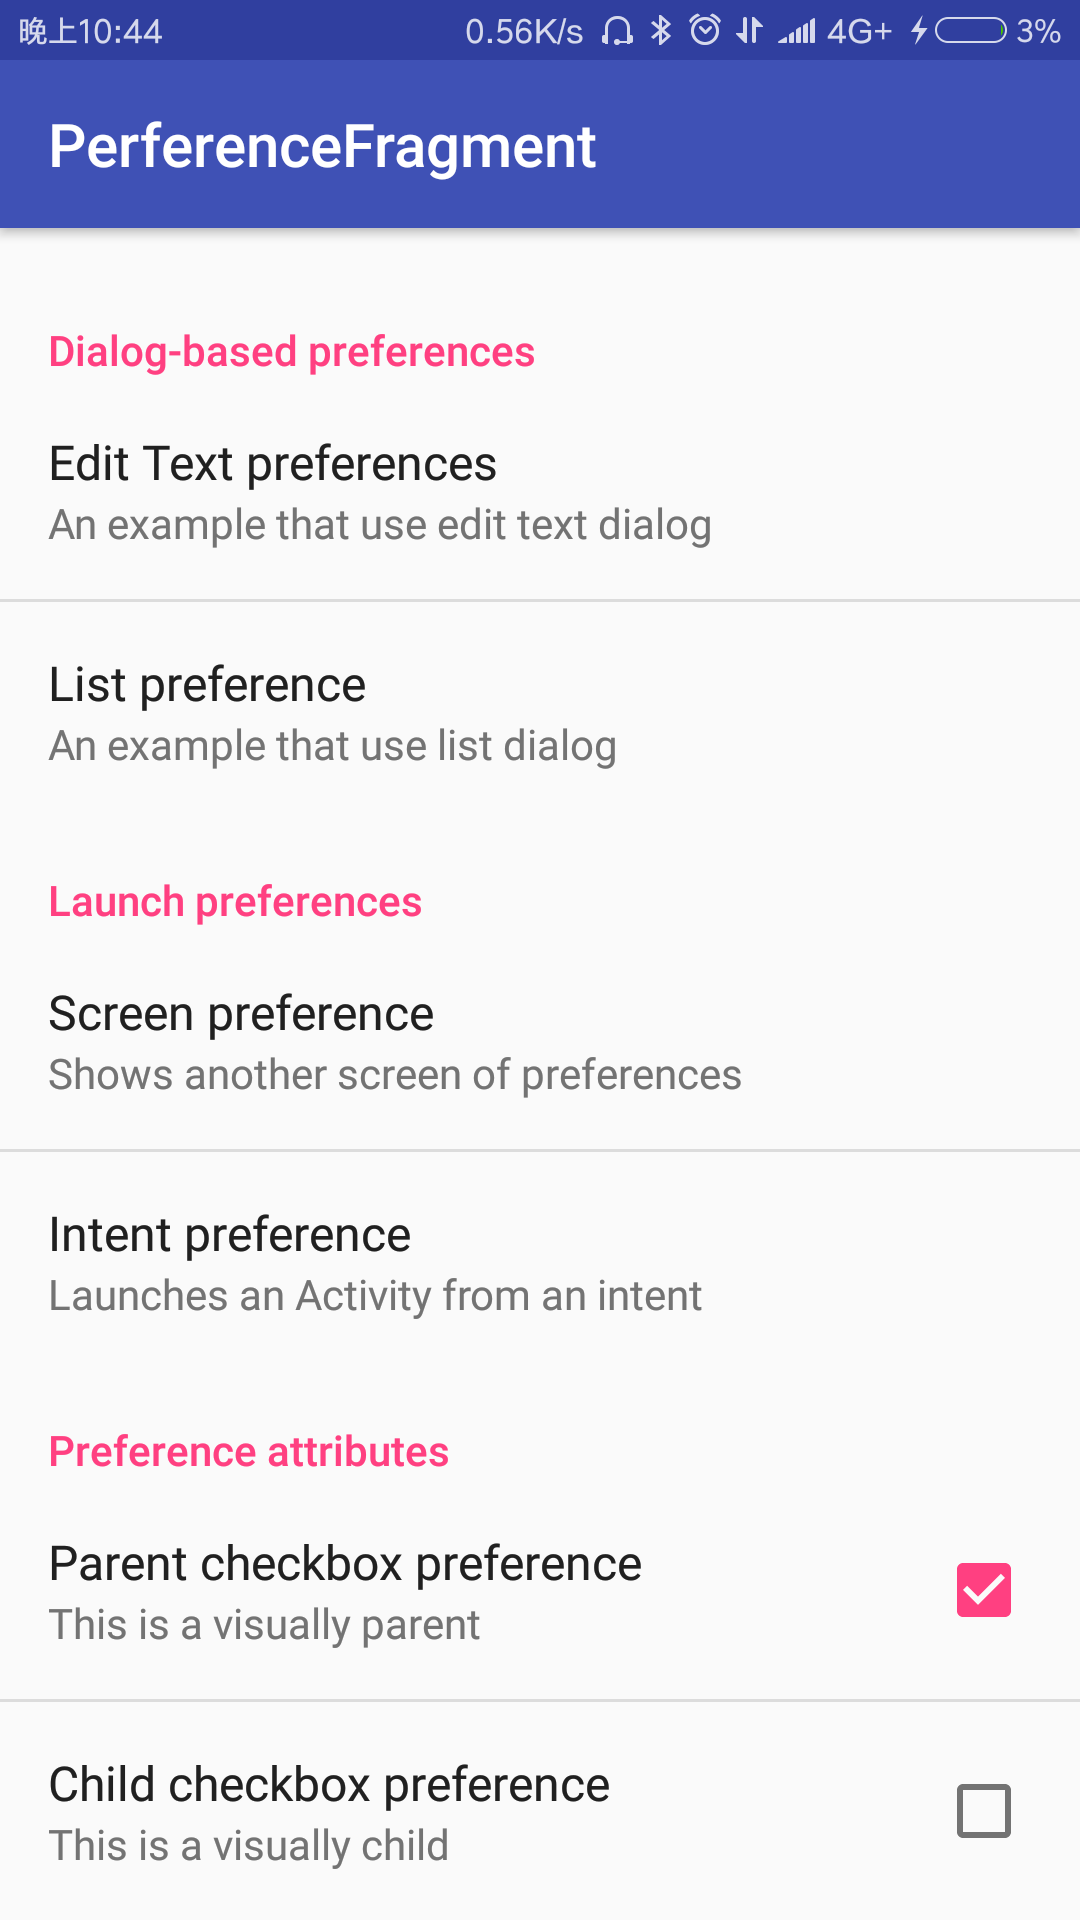 晚上10:44 0.56K/s 4G+ 3%
PerferenceFragment
Dialog-based preferences
Edit Text preferences
An example that use edit text dialog
List preference
An example that use list dialog
Launch preferences
Screen preference
Shows another screen of preferences
Intent preference
Launches an Activity from an intent
Preference attributes
Parent checkbox preference
This is a visually parent
Child checkbox preference
This is a visually child